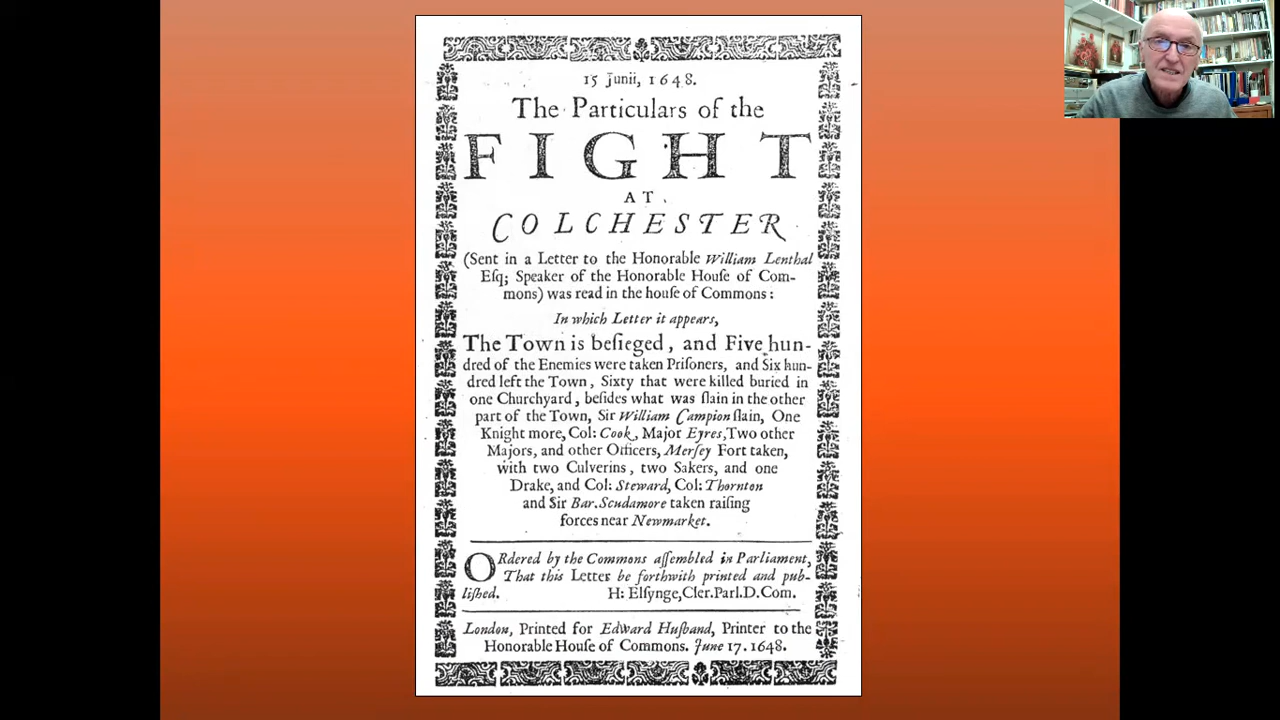 15 Junii, 1648.
The Particulars of the
FIGHT
AT
COLCHESTER
(Sent in a Letter to the Honorable William Lenthal
Eſq; Speaker of the Honorable Houſe of Com-
mons) was read in the houſe of Commons :
In which Letter it appears,
The Town is beſieged, and Five hun-
dred of the Enemies were taken Priſoners, and Six hun-
dred left the Town, Sixty that were killed buried in
one Churchyard, beſides what was ſlain in the other
part of the Town, Sir William Campion ſlain, One
Knight more, Col: Cook, Major Eyres, Two other
Majors, and other Officers, Merſey Fort taken,
with two Culverins, two Sakers, and one
Drake, and Col: Steward, Col: Thornton
and Sir Bar. Scudamore taken raiſing
forces near Newmarket.
ORdered by the Commons aſſembled in Parliament,
That this Letter be forthwith printed and pub-
liſhed. H: Elſynge, Cler. Parl. D. Com.
London, Printed for Edward Huſband, Printer to the
Honorable Houſe of Commons. June 17. 1648.